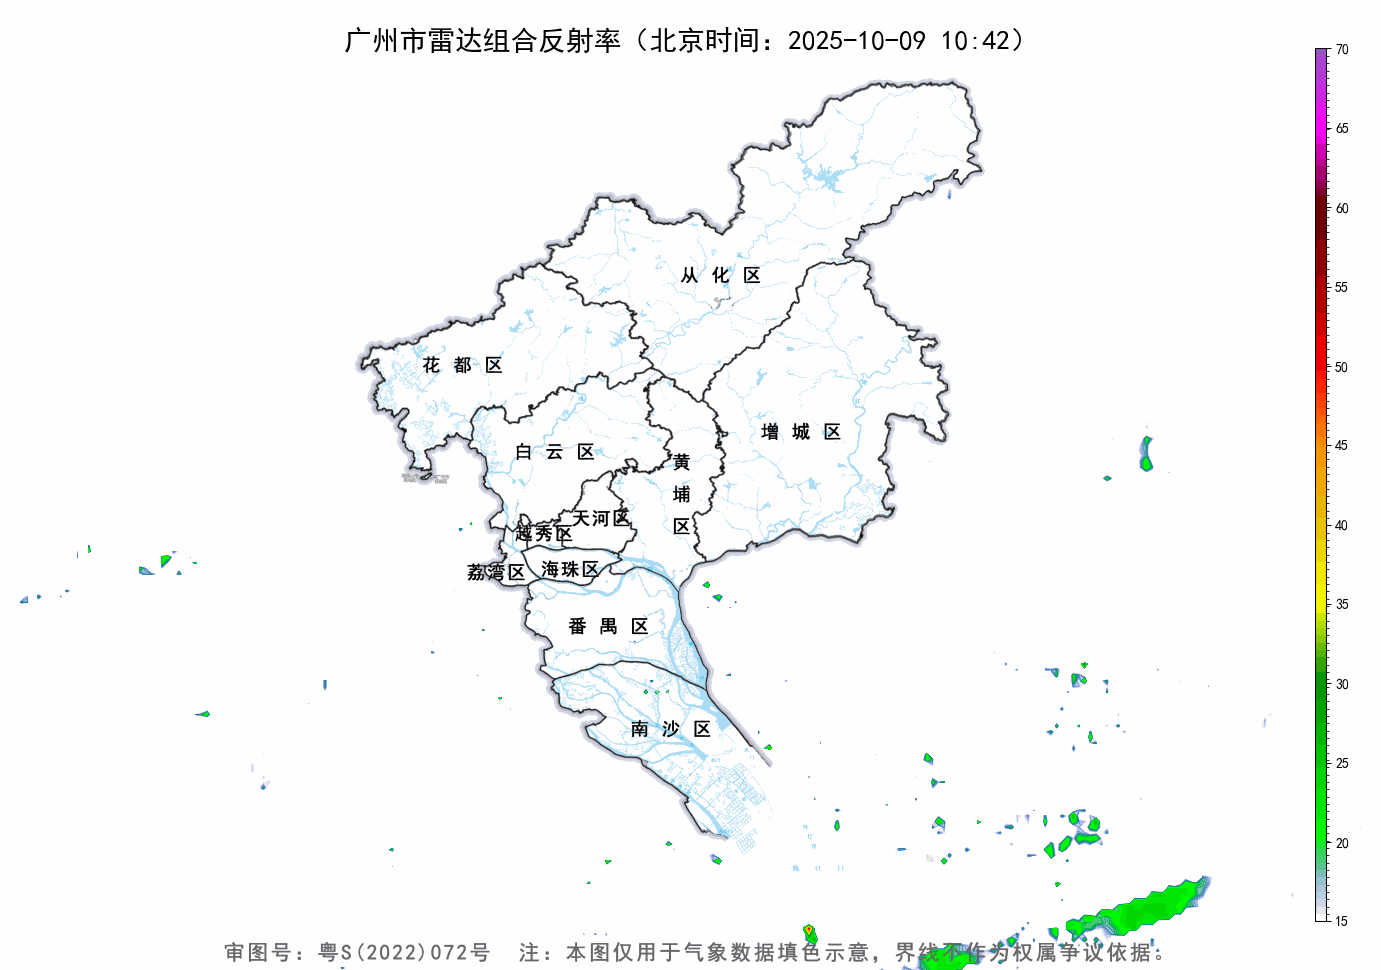 广州市雷达组合反射率（北京时间：2025-10-09 10:42）
70
65
60
55
50
45
40
35
30
25
20
15
从化区
花都区
增城区
白云区
黄埔区
天河区
越秀区
荔湾区
海珠区
番禺区
南沙区
审图号：粤S(2022)072号 注：本图仅用于气象数据填色示意，界线不作为权属争议依据。